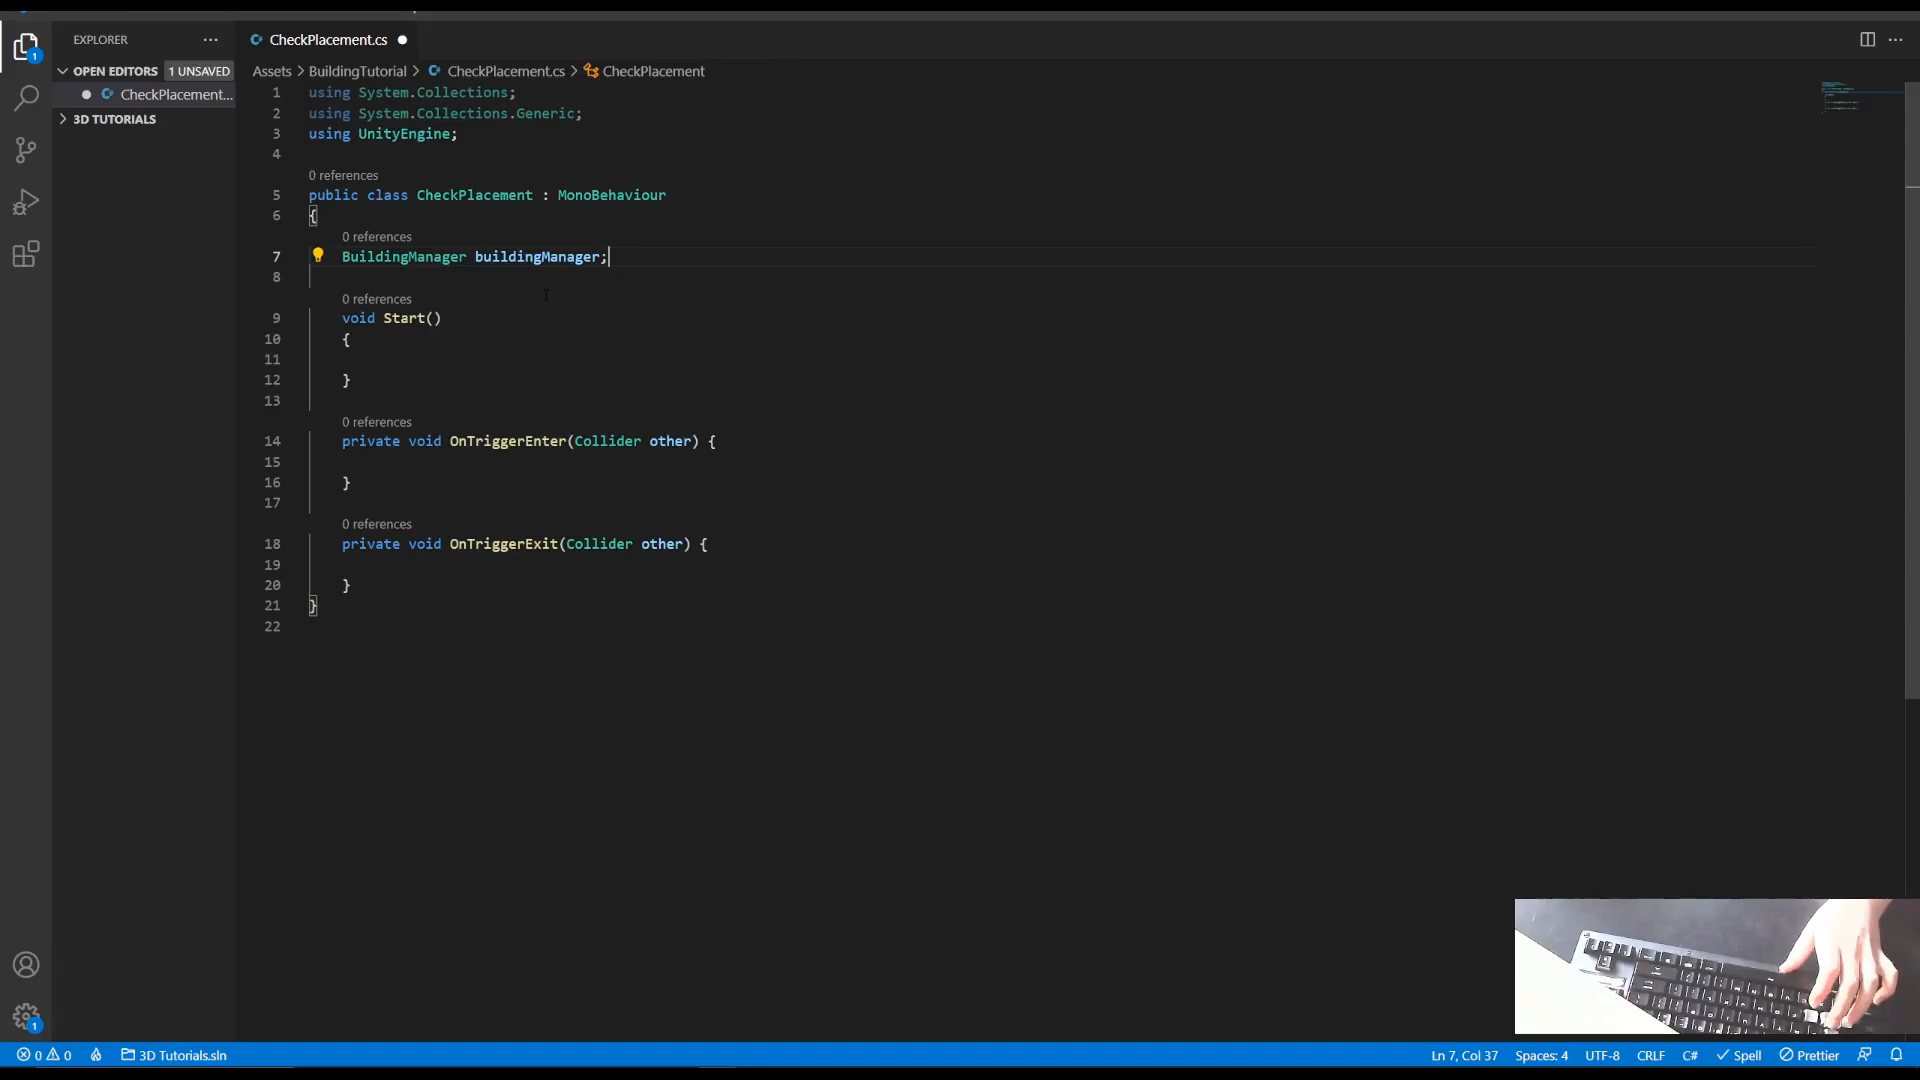 EXPLORER
CheckPlacement.cs
OPEN EDITORS 1 UNSAVED
CheckPlacement...
3D TUTORIALS
Assets > BuildingTutorial > CheckPlacement.cs > CheckPlacement
1 using System.Collections;
2 using System.Collections.Generic;
3 using UnityEngine;
4
0 references
5 public class CheckPlacement : MonoBehaviour
6 {
0 references
7 BuildingManager buildingManager;
8
0 references
9 void Start()
10 {
11
12 }
13
0 references
14 private void OnTriggerEnter(Collider other) {
15
16 }
17
0 references
18 private void OnTriggerExit(Collider other) {
19
20 }
21 }
22
1
1
0 0 3D Tutorials.sln
Ln 7, Col 37 Spaces: 4 UTF-8 CRLF C# Spell Prettier